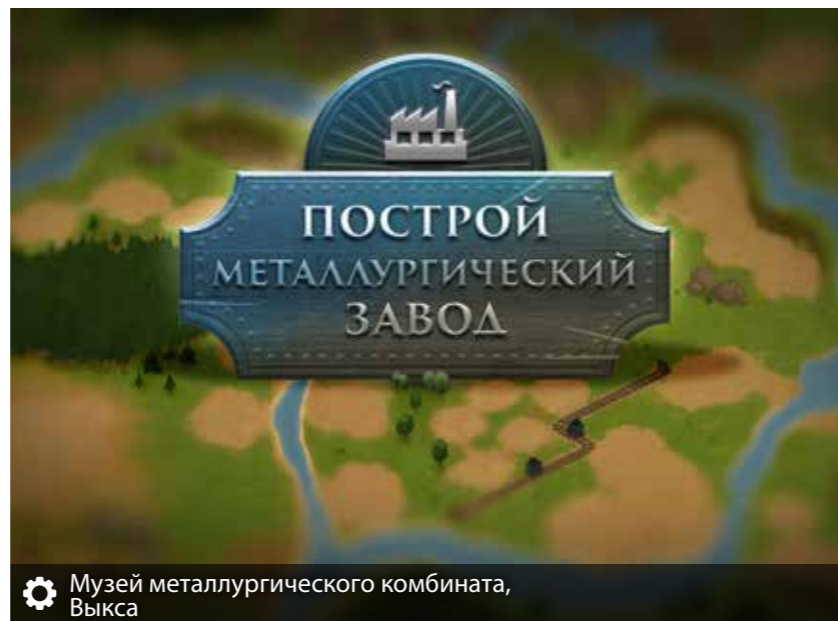 ПОСТРОЙ
МЕТАЛЛУРГИЧЕСКИЙ
ЗАВОД
Музей металлургического комбината,
Выкса